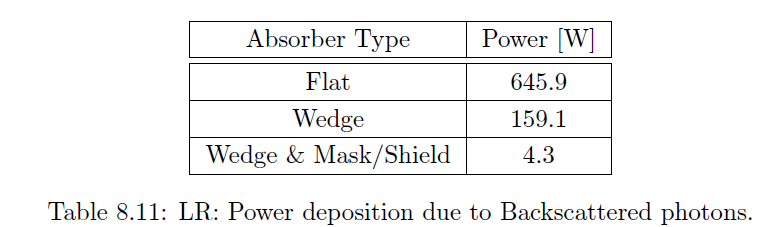 Absorber Type Power [W]
Flat 645.9
Wedge 159.1
Wedge & Mask/Shield 4.3
Table 8.11: LR: Power deposition due to Backscattered photons.